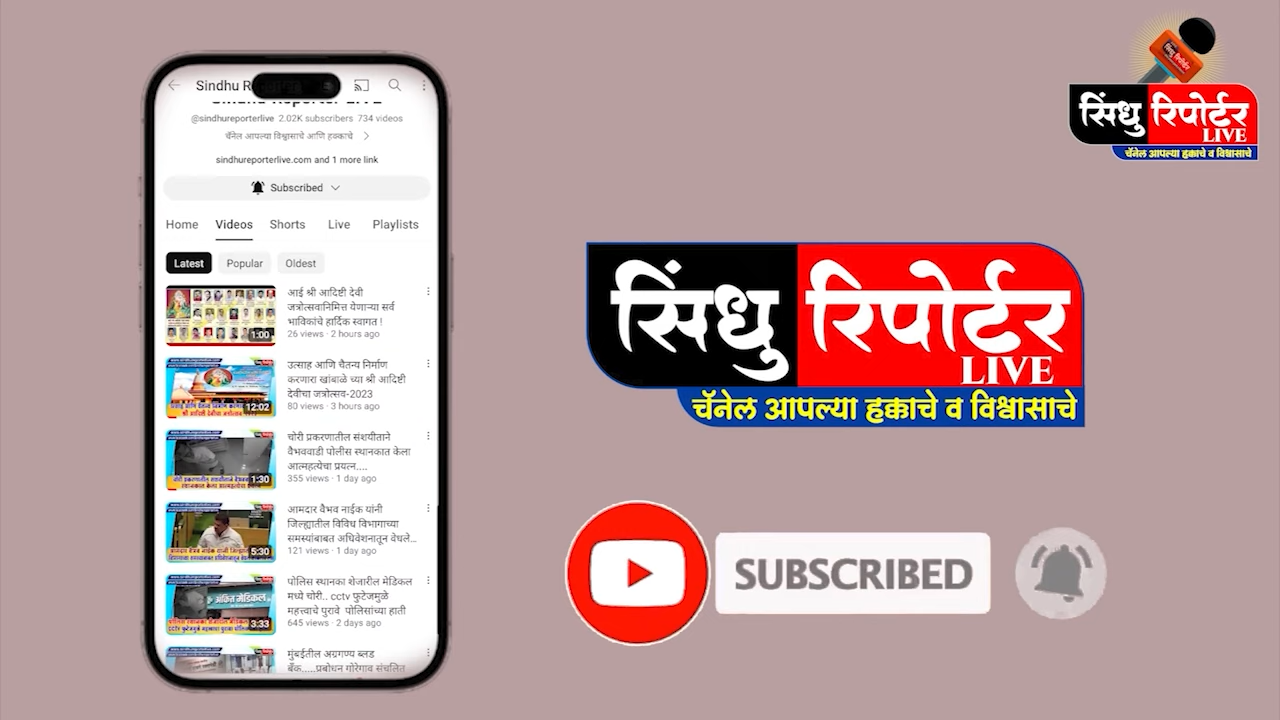 Sindhu R
Sindhu Reporter LIVE
@sindhureporterlive 2.02K subscribers 734 videos
चॅनेल आपल्या विश्वासाचे आणि हक्काचे
sindhureporterlive.com and 1 more link
Subscribed
Home Videos Shorts Live Playlists
Latest Popular Oldest
आई श्री आदिष्टी देवी
जत्रोत्सवानिमित्त येणाऱ्या सर्व
भाविकांचे हार्दिक स्वागत !
26 views · 2 hours ago
1:00
उत्साह आणि चैतन्य निर्माण
करणारा खांबाळे च्या श्री आदिष्टी
देवीचा जत्रोत्सव-2023
80 views · 3 hours ago
12:02
चोरी प्रकरणातील संशयीताने
वैभववाडी पोलीस स्थानकात केला
आत्महत्येचा प्रयत्न....
355 views · 1 day ago
1:30
आमदार वैभव नाईक यांनी
जिल्ह्यातील विविध विभागाच्या
समस्यांबाबत अधिवेशनातून वेधले...
121 views · 1 day ago
5:30
पोलिस स्थानका शेजारील मेडिकल
मध्ये चोरी.. cctv फुटेजमुळे
महत्त्वाचे पुरावे पोलिसांच्या हाती
645 views · 2 days ago
अंकित मेडिकल
3:33
मुंबईतील अग्रगण्य ब्लड
बँक.....प्रबोधन गोरेगाव संचलित
सिंधु रिपोर्टर
LIVE
चॅनेल आपल्या हक्काचे व विश्वासाचे
सिंधु रिपोर्टर
LIVE
चॅनेल आपल्या हक्काचे व विश्वासाचे
SUBSCRIBED